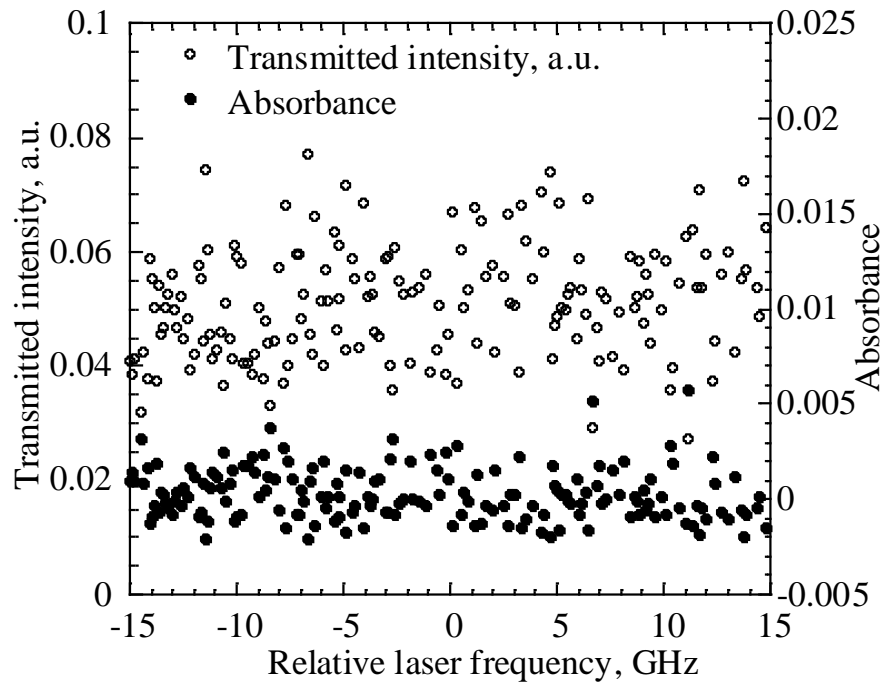 0.1
0.08
0.06
0.04
0.02
0
Transmitted intensity, a.u.
Transmitted intensity, a.u.
Absorbance
0.025
0.02
0.015
0.01
0.005
0
-0.005
Absorbance
-15 -10 -5 0 5 10 15
Relative laser frequency, GHz